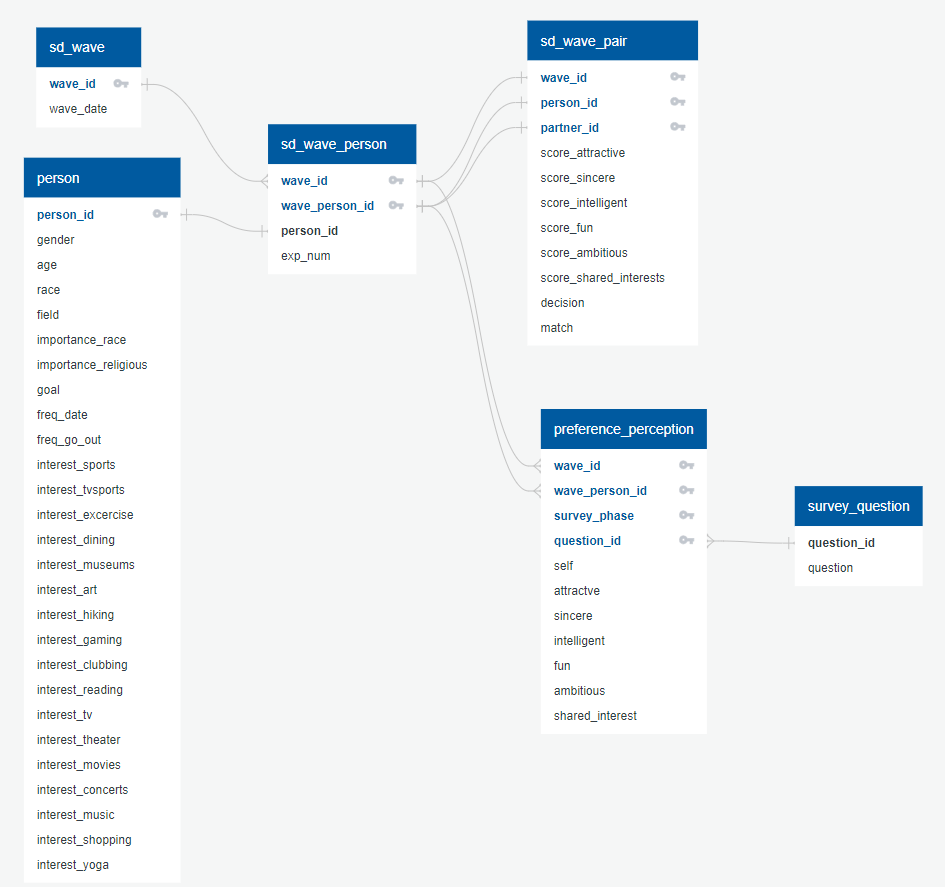 sd_wave
wave_id
wave_date
person
person_id
gender
age
race
field
importance_race
importance_religious
goal
freq_date
freq_go_out
interest_sports
interest_tvsports
interest_excercise
interest_dining
interest_museums
interest_art
interest_hiking
interest_gaming
interest_clubbing
interest_reading
interest_tv
interest_theater
interest_movies
interest_concerts
interest_music
interest_shopping
interest_yoga
sd_wave_person
wave_id
wave_person_id
person_id
exp_num
sd_wave_pair
wave_id
person_id
partner_id
score_attractive
score_sincere
score_intelligent
score_fun
score_ambitious
score_shared_interests
decision
match
preference_perception
wave_id
wave_person_id
survey_phase
question_id
self
attractve
sincere
intelligent
fun
ambitious
shared_interest
survey_question
question_id
question